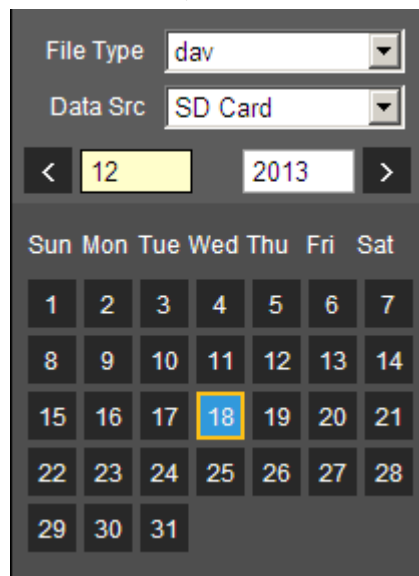 File Type dav
Data Src SD Card
< 12 2013 >
Sun Mon Tue Wed Thu Fri Sat
1 2 3 4 5 6 7
8 9 10 11 12 13 14
15 16 17 18 19 20 21
22 23 24 25 26 27 28
29 30 31